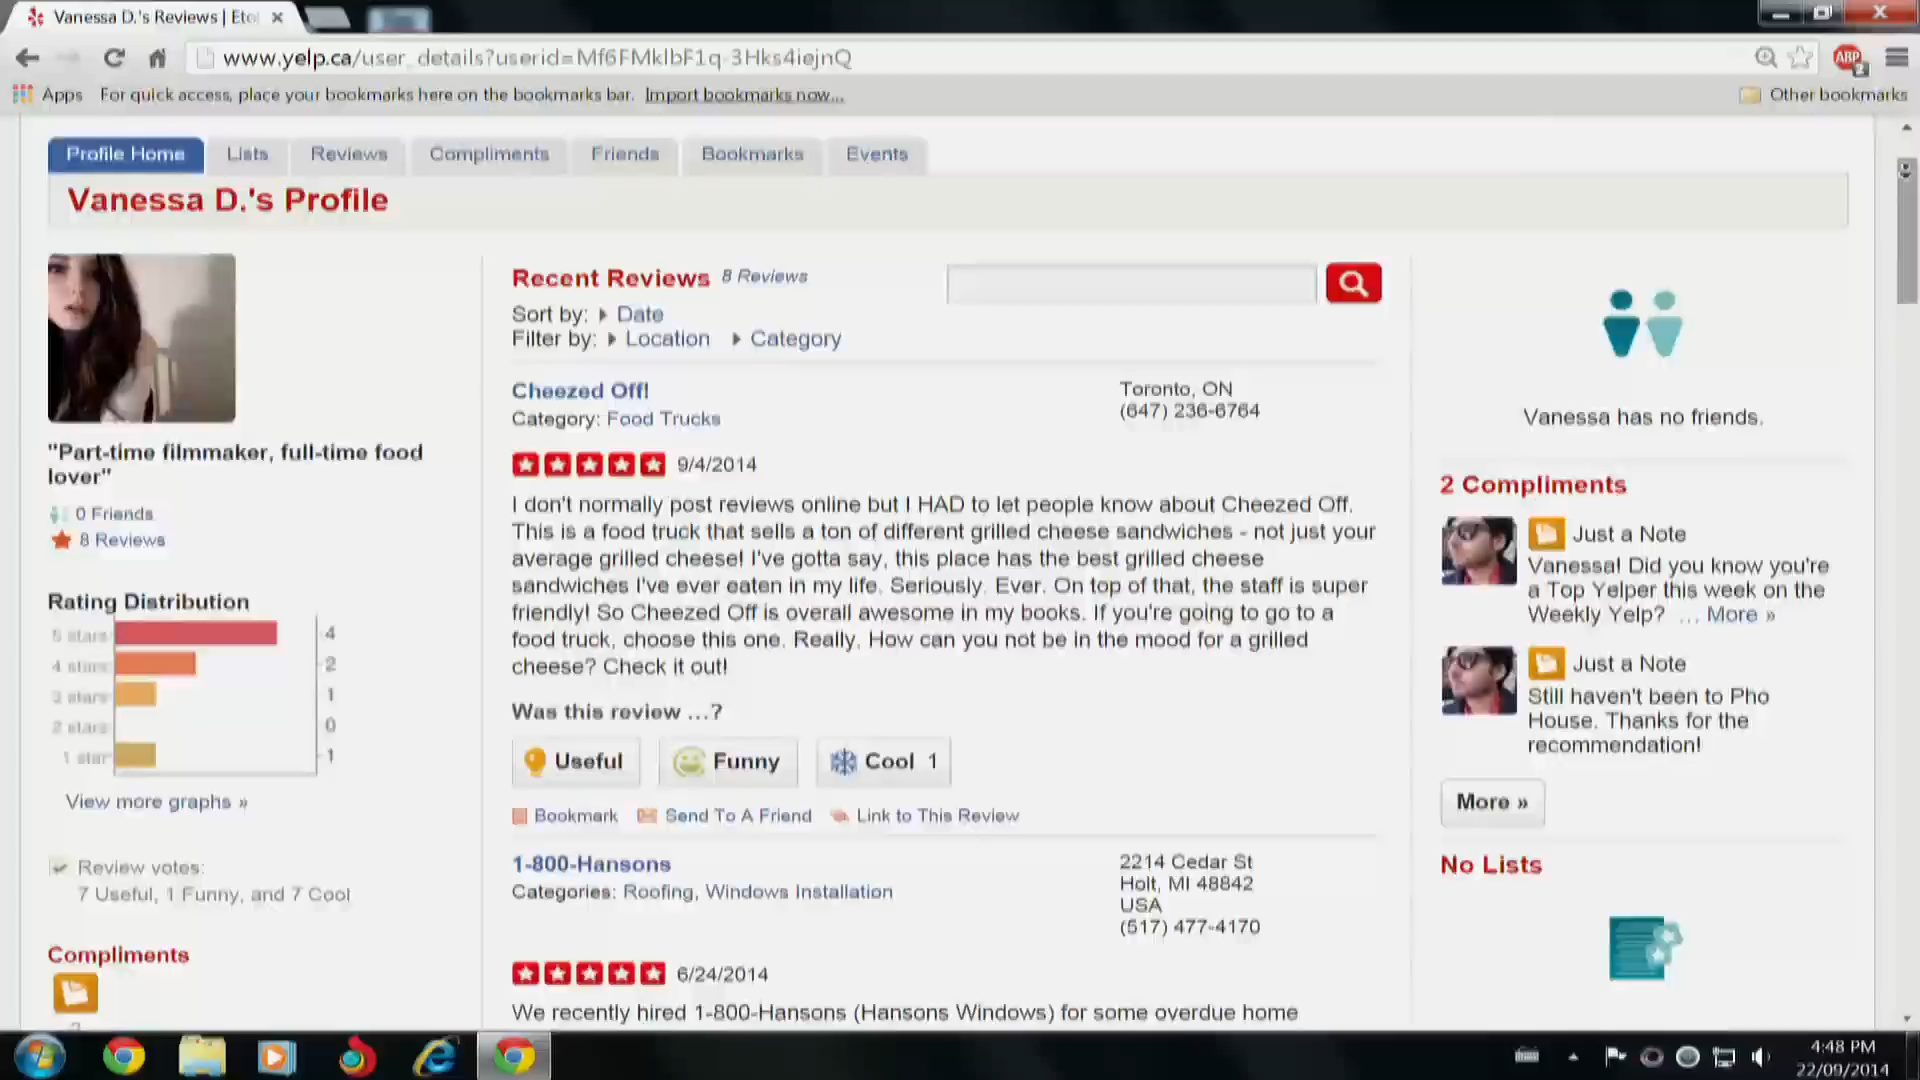 Vanessa D.'s Reviews | Eto
www.yelp.ca/user_details?userid=Mf6FMklbF1q-3Hks4iejnQ
ABP
2
Apps
For quick access, place your bookmarks here on the bookmarks bar. Import bookmarks now...
Other bookmarks
Profile Home
Lists
Reviews
Compliments
Friends
Bookmarks
Events
Vanessa D.'s Profile
"Part-time filmmaker, full-time food
lover"
0 Friends
8 Reviews
Rating Distribution
5 stars 4
4 stars 2
3 stars 1
2 stars 0
1 star 1
View more graphs »
Review votes:
7 Useful, 1 Funny, and 7 Cool
Compliments
Recent Reviews 8 Reviews
Sort by: Date
Filter by: Location Category
Cheezed Off!
Category: Food Trucks
Toronto, ON
(647) 236-6764
9/4/2014
I don't normally post reviews online but I HAD to let people know about Cheezed Off.
This is a food truck that sells a ton of different grilled cheese sandwiches - not just your
average grilled cheese! I've gotta say, this place has the best grilled cheese
sandwiches I've ever eaten in my life. Seriously. Ever. On top of that, the staff is super
friendly! So Cheezed Off is overall awesome in my books. If you're going to go to a
food truck, choose this one. Really. How can you not be in the mood for a grilled
cheese? Check it out!
Was this review ...?
Useful
Funny
Cool 1
Bookmark
Send To A Friend
Link to This Review
1-800-Hansons
Categories: Roofing, Windows Installation
2214 Cedar St
Holt, MI 48842
USA
(517) 477-4170
6/24/2014
We recently hired 1-800-Hansons (Hansons Windows) for some overdue home
Vanessa has no friends.
2 Compliments
Just a Note
Vanessa! Did you know you're
a Top Yelper this week on the
Weekly Yelp? ... More »
Just a Note
Still haven't been to Pho
House. Thanks for the
recommendation!
More »
No Lists
4:48 PM
22/09/2014